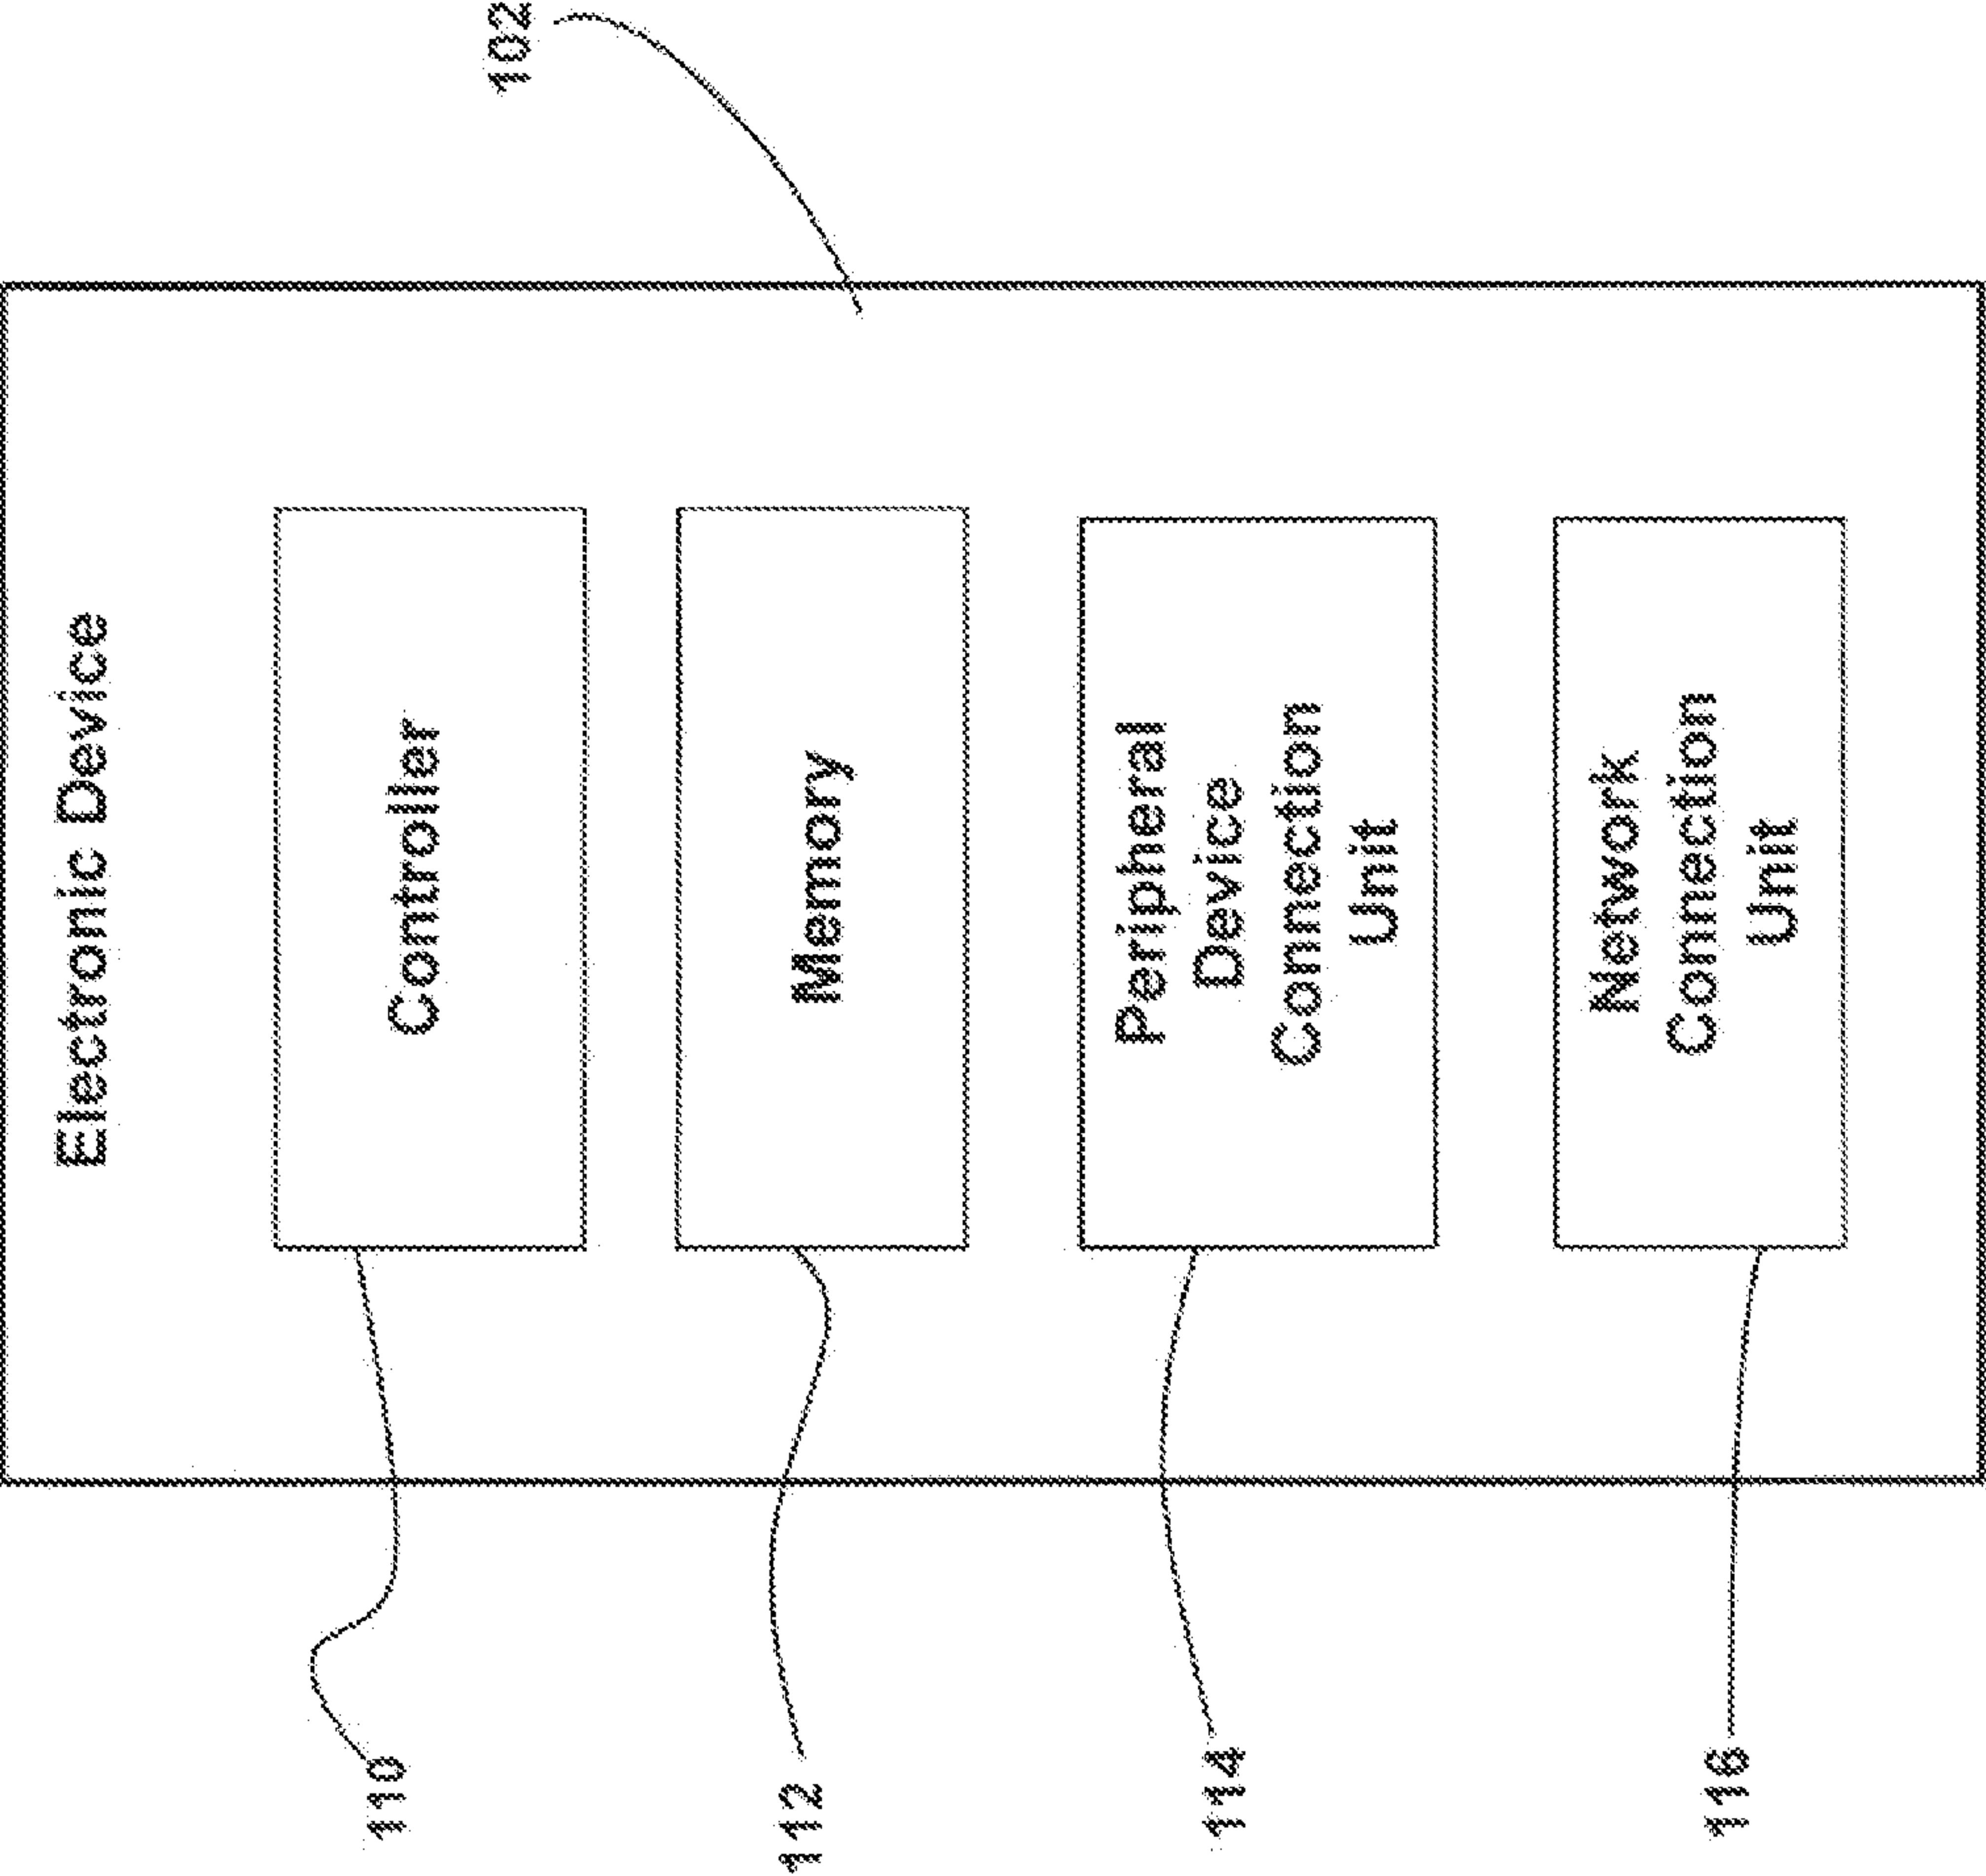 Electronic Device
102
110
Controller
112
Memory
114
Peripheral
Device
Connection
Unit
116
Network
Connection
Unit